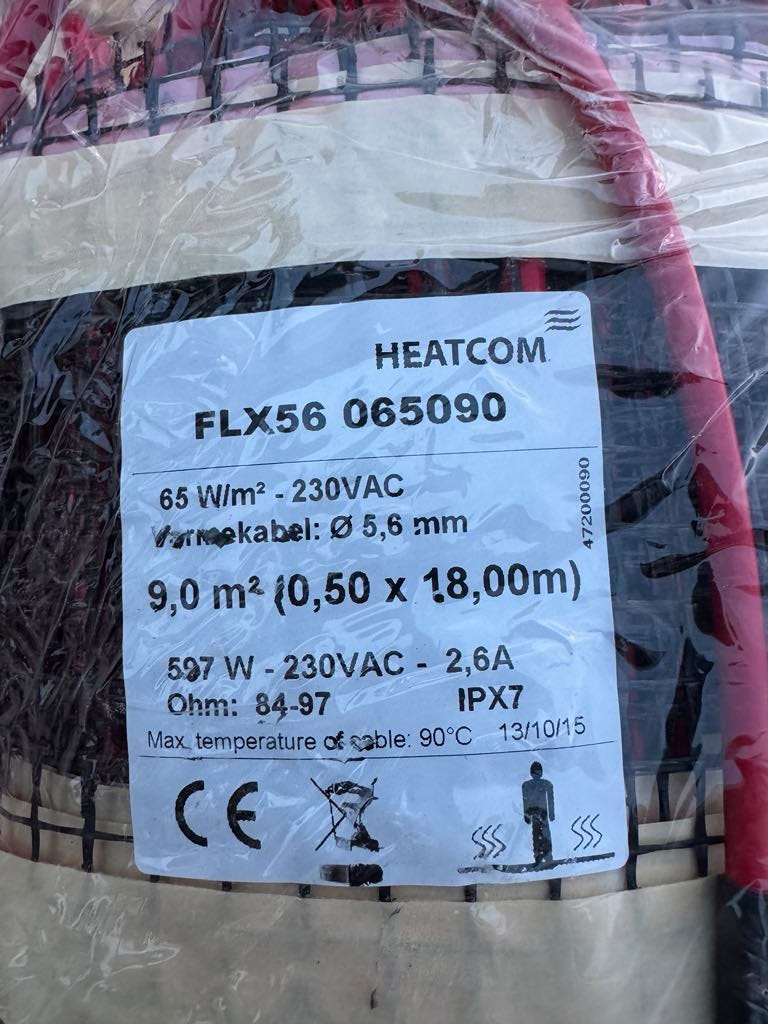 HEATCOM
FLX56 065090
65 W/m² - 230VAC
Varmekabel: Ø 5,6 mm
9,0 m² (0,50 x 18,00m)
597 W - 230VAC - 2,6A
Ohm: 84-97 IPX7
Max. temperature of cable: 90°C 13/10/15
CE
47200090